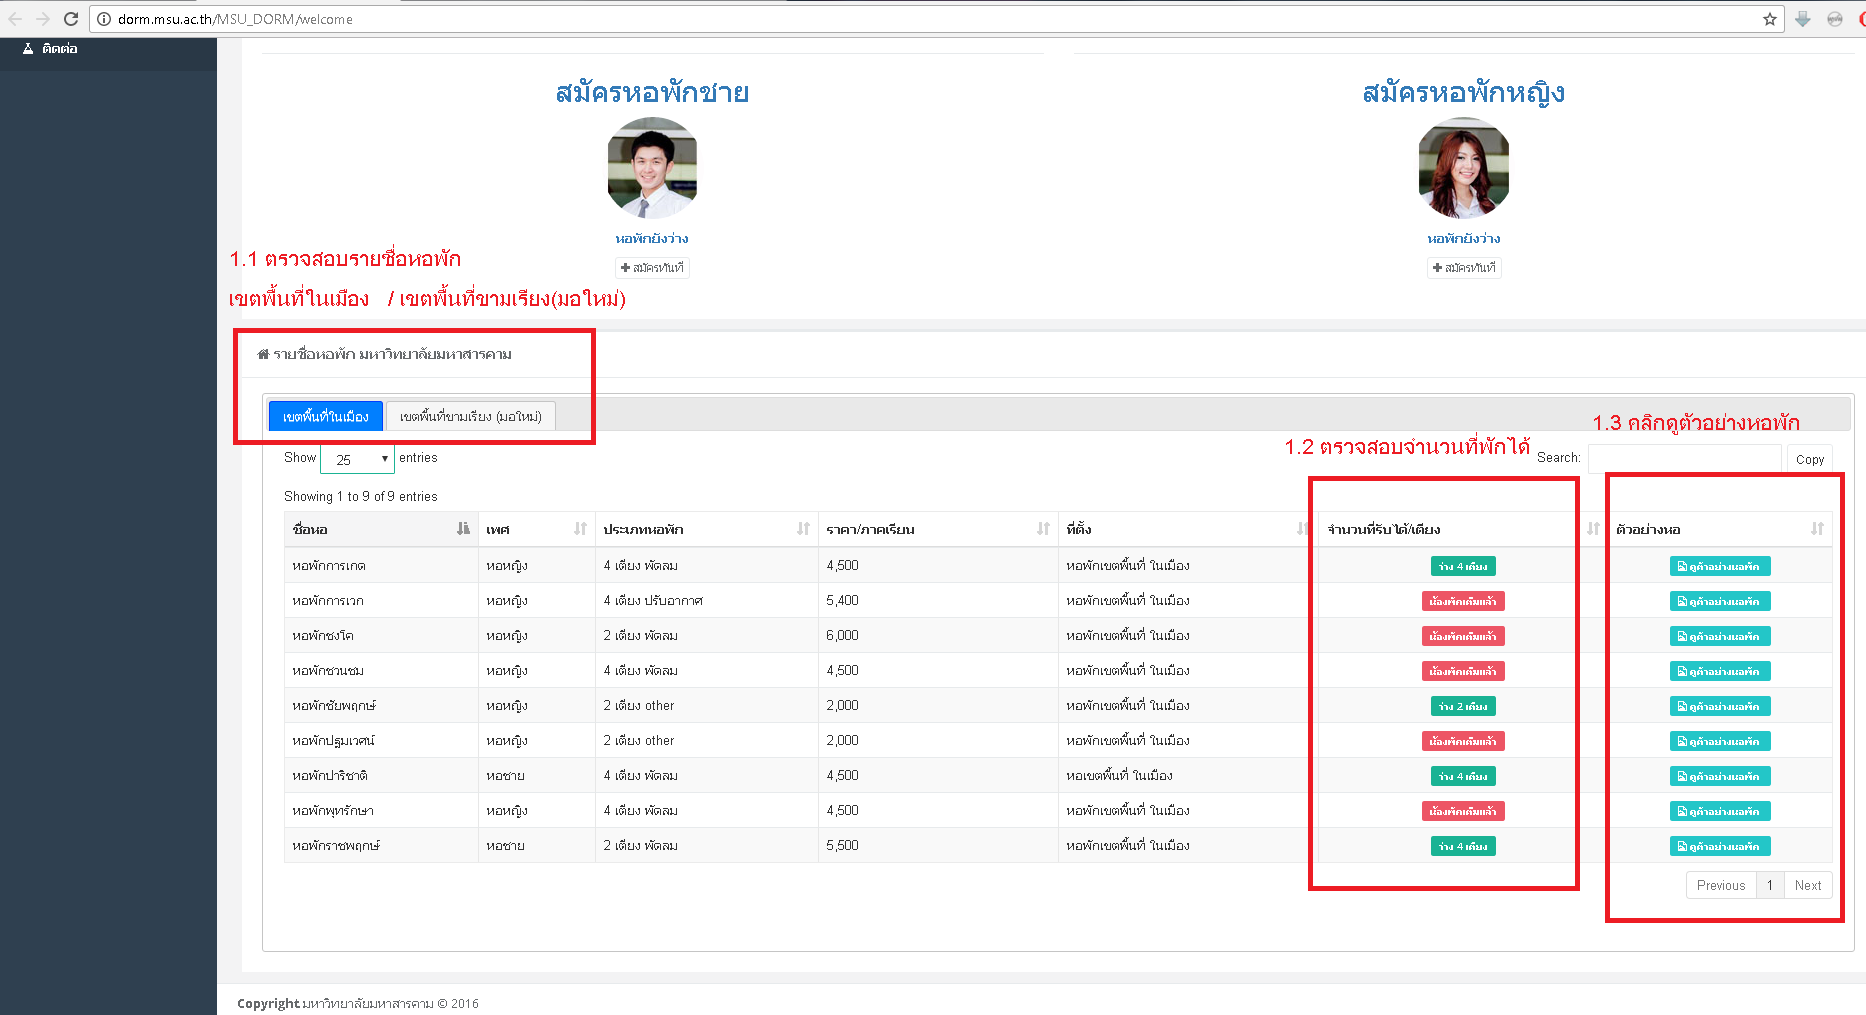 dorm.msu.ac.th/MSU_DORM/welcome
ติดต่อ
สมัครหอพักชาย
สมัครหอพักหญิง
หอพักยังว่าง
หอพักยังว่าง
สมัครทันที
สมัครทันที
1.1 ตรวจสอบรายชื่อหอพัก
เขตพื้นที่ในเมือง / เขตพื้นที่ขามเรียง(มอใหม่)
รายชื่อหอพัก มหาวิทยาลัยมหาสารคาม
เขตพื้นที่ในเมือง เขตพื้นที่ขามเรียง (มอใหม่)
1.3 คลิกดูตัวอย่างหอพัก
1.2 ตรวจสอบจำนวนที่พักได้
Show 25 entries Search: Copy
Showing 1 to 9 of 9 entries
ชื่อหอ เพศ ประเภทหอพัก ราคา/ภาคเรียน ที่ตั้ง จำนวนที่รับได้/เตียง ตัวอย่างหอ
หอพักการเกด หอหญิง 4 เตียง พัดลม 4,500 หอพักเขตพื้นที่ ในเมือง ว่าง 4 เตียง ดูตัวอย่างหอพัก
หอพักการเวก หอหญิง 4 เตียง ปรับอากาศ 5,400 หอพักเขตพื้นที่ ในเมือง ห้องพักเต็มแล้ว ดูตัวอย่างหอพัก
หอพักชงโค หอหญิง 2 เตียง พัดลม 6,000 หอพักเขตพื้นที่ ในเมือง ห้องพักเต็มแล้ว ดูตัวอย่างหอพัก
หอพักชวนชม หอหญิง 4 เตียง พัดลม 4,500 หอพักเขตพื้นที่ ในเมือง ห้องพักเต็มแล้ว ดูตัวอย่างหอพัก
หอพักชัยพฤกษ์ หอหญิง 2 เตียง other 2,000 หอพักเขตพื้นที่ ในเมือง ว่าง 2 เตียง ดูตัวอย่างหอพัก
หอพักปฐมเวศน์ หอหญิง 2 เตียง other 2,000 หอพักเขตพื้นที่ ในเมือง ห้องพักเต็มแล้ว ดูตัวอย่างหอพัก
หอพักปาริชาติ หอชาย 4 เตียง พัดลม 4,500 หอเขตพื้นที่ ในเมือง ว่าง 4 เตียง ดูตัวอย่างหอพัก
หอพักพุทธรักษา หอหญิง 4 เตียง พัดลม 4,500 หอพักเขตพื้นที่ ในเมือง ห้องพักเต็มแล้ว ดูตัวอย่างหอพัก
หอพักราชพฤกษ์ หอชาย 2 เตียง พัดลม 5,500 หอพักเขตพื้นที่ ในเมือง ว่าง 4 เตียง ดูตัวอย่างหอพัก
Previous 1 Next
Copyright มหาวิทยาลัยมหาสารคาม © 2016